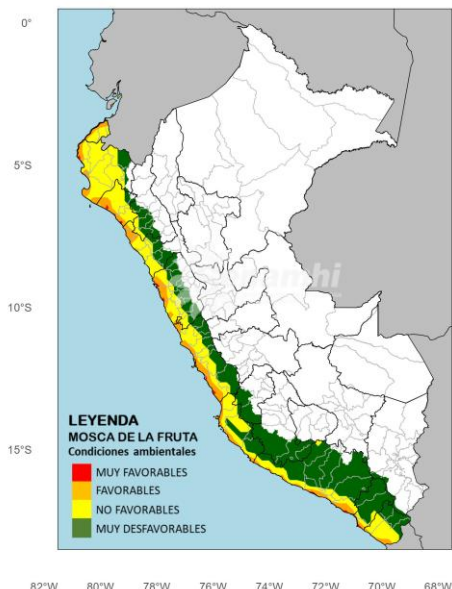 0°
5°S
10°S
15°S
LEYENDA
MOSCA DE LA FRUTA
Condiciones ambientales
MUY FAVORABLES
FAVORABLES
NO FAVORABLES
MUY DESFAVORABLES
82°W 80°W 78°W 76°W 74°W 72°W 70°W 68°W